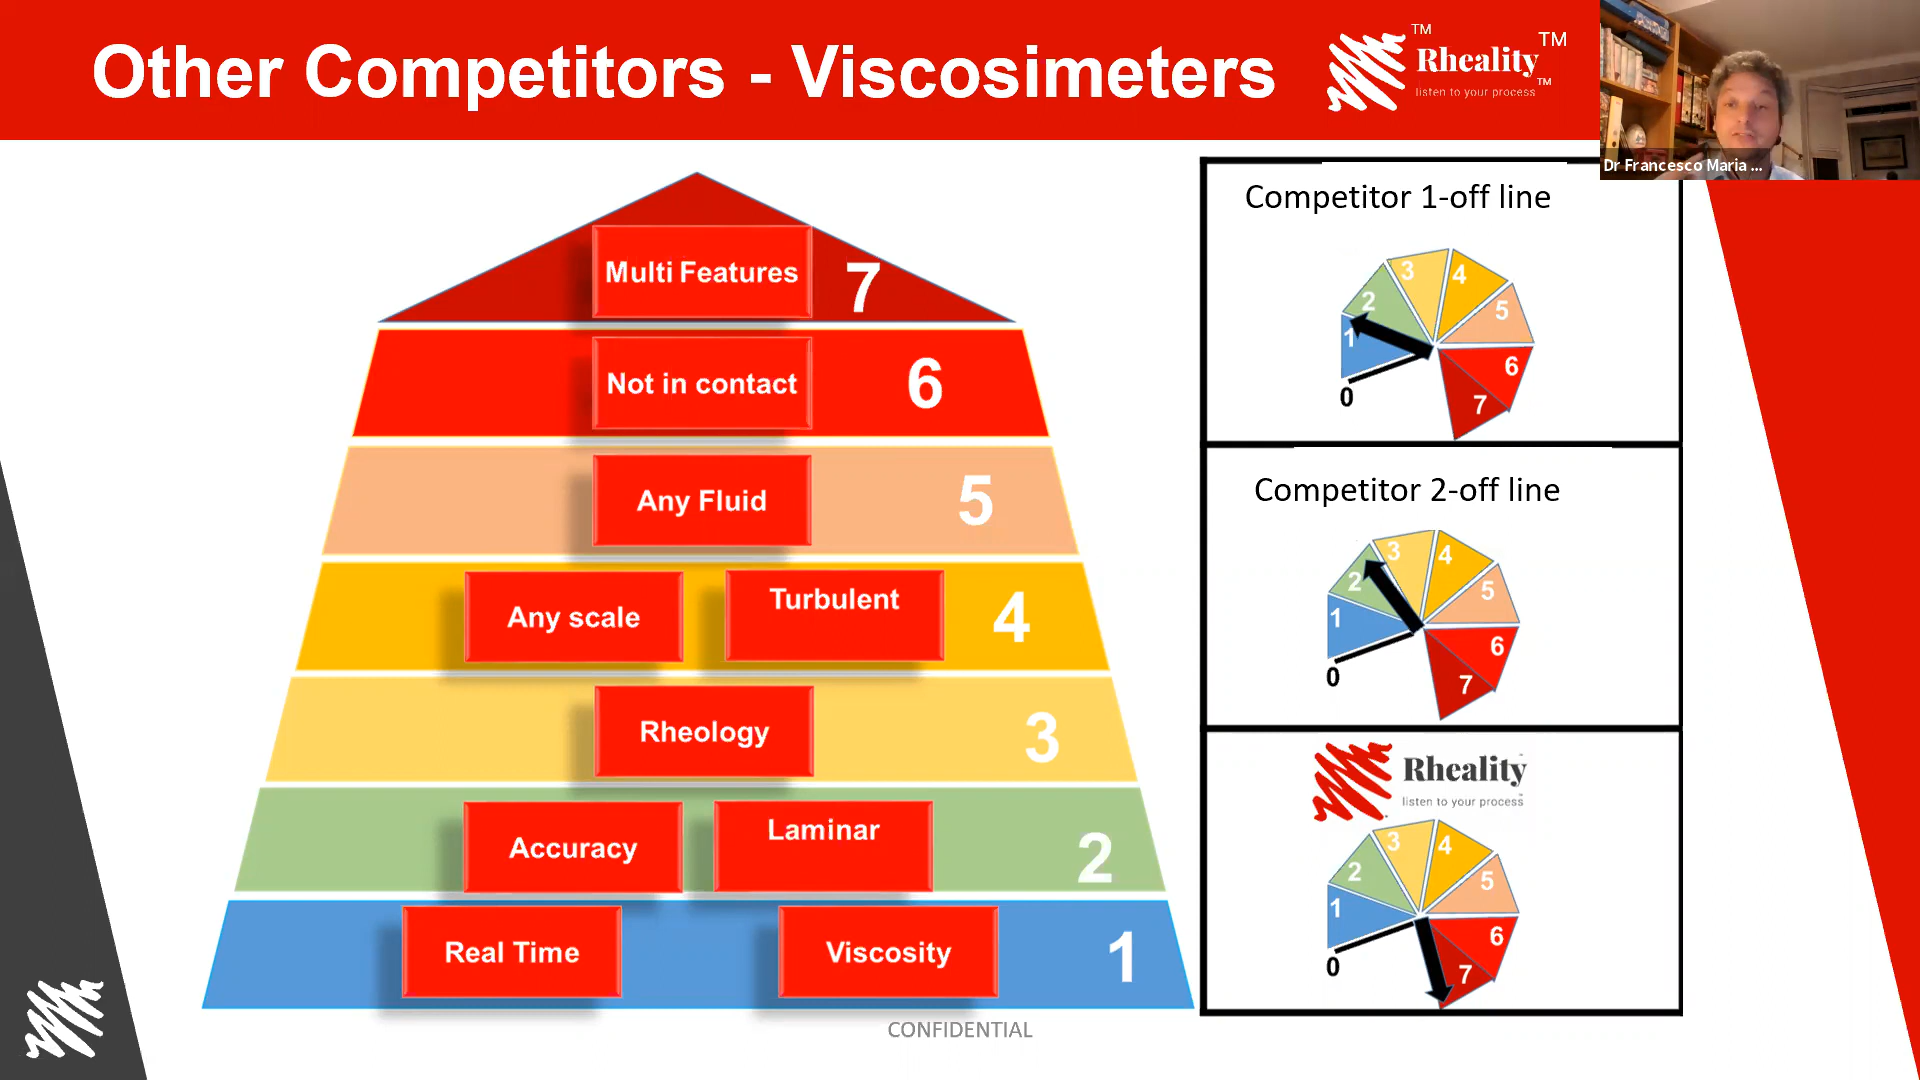 Other Competitors - Viscosimeters
TM
Rheality TM
listen to your process TM
Dr Francesco Maria ...
Multi Features 7
Not in contact 6
Any Fluid 5
Any scale Turbulent 4
Rheology 3
Accuracy Laminar 2
Real Time Viscosity 1
Competitor 1-off line
0 1 2 3 4 5 6 7
Competitor 2-off line
0 1 2 3 4 5 6 7
Rheality
listen to your process
0 1 2 3 4 5 6 7
CONFIDENTIAL